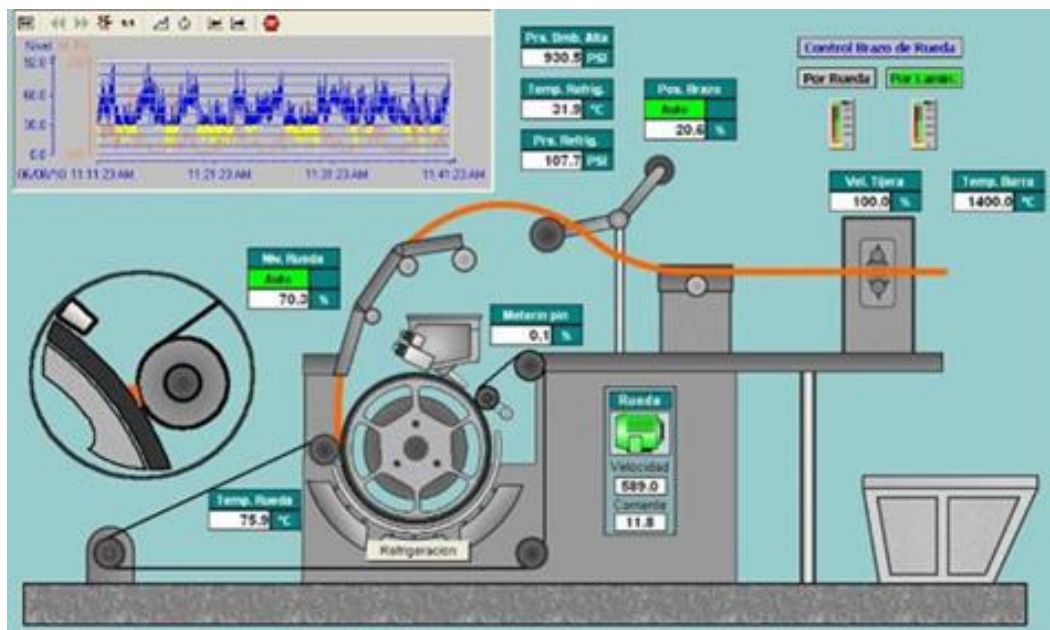 Nivel
60.0
30.0
0.0
06/08/10 11:11:23 AM 11:21:23 AM 11:31:23 AM 11:41:23 AM
Prs. Bmb. Alta
930.5 PSI
Temp. Refrig.
31.9 °C
Prs. Refrig.
107.7 PSI
Pos. Brazo
Auto
20.6 %
Control Brazo de Rueda
Por Rueda
Por Lamin.
Vel. Tijera
100.0 %
Temp. Barra
1400.0 °C
Niv. Rueda
Auto
70.3 %
Meterin pin
0.1 %
Rueda
Velocidad
589.0
Corriente
11.8
Temp. Rueda
75.9 °C
Refrigeracion